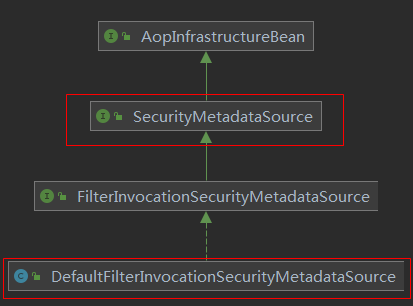 I AopInfrastructureBean
I SecurityMetadataSource
I FilterInvocationSecurityMetadataSource
C DefaultFilterInvocationSecurityMetadataSource